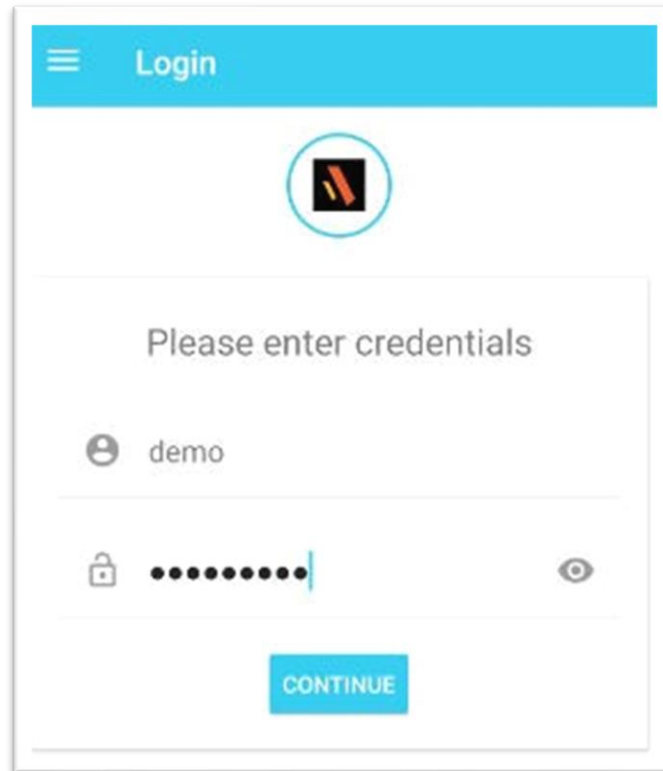 Login
Please enter credentials
demo
•••••••••
CONTINUE